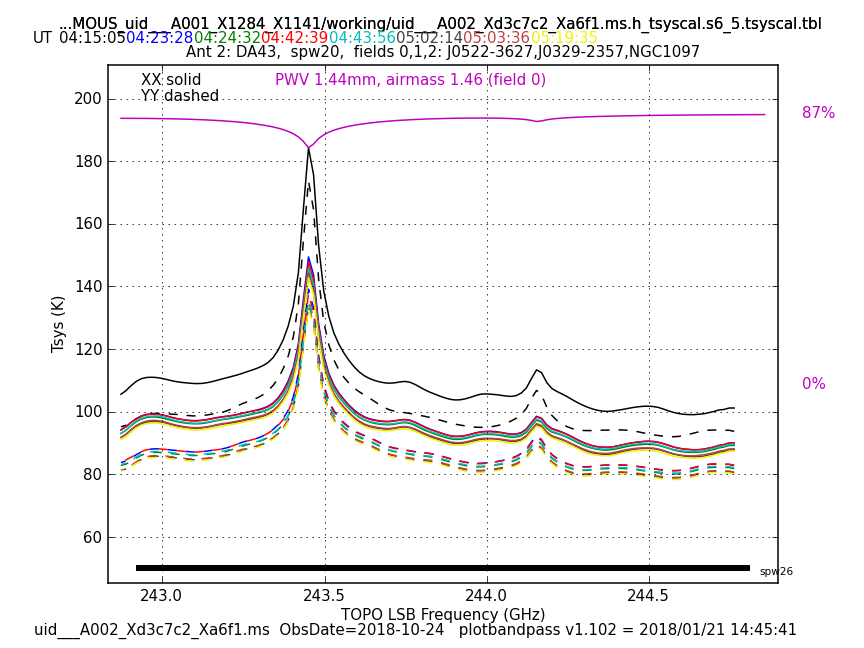 ...MOUS_uid___A001_X1284_X1141/working/uid___A002_Xd3c7c2_Xa6f1.ms.h_tsyscal.s6_5.tsyscal.tbl
UT 04:15:05 04:23:28 04:24:32 04:42:39 04:43:56 05:02:14 05:03:36 05:19:35
Ant 2: DA43, spw20, fields 0,1,2: J0522-3627,J0329-2357,NGC1097
XX solid PWV 1.44mm, airmass 1.46 (field 0)
YY dashed
200
87%
180
160
140
Tsys (K)
120
0%
100
80
60
spw26
243.0 243.5 244.0 244.5
TOPO LSB Frequency (GHz)
uid___A002_Xd3c7c2_Xa6f1.ms ObsDate=2018-10-24 plotbandpass v1.102 = 2018/01/21 14:45:41